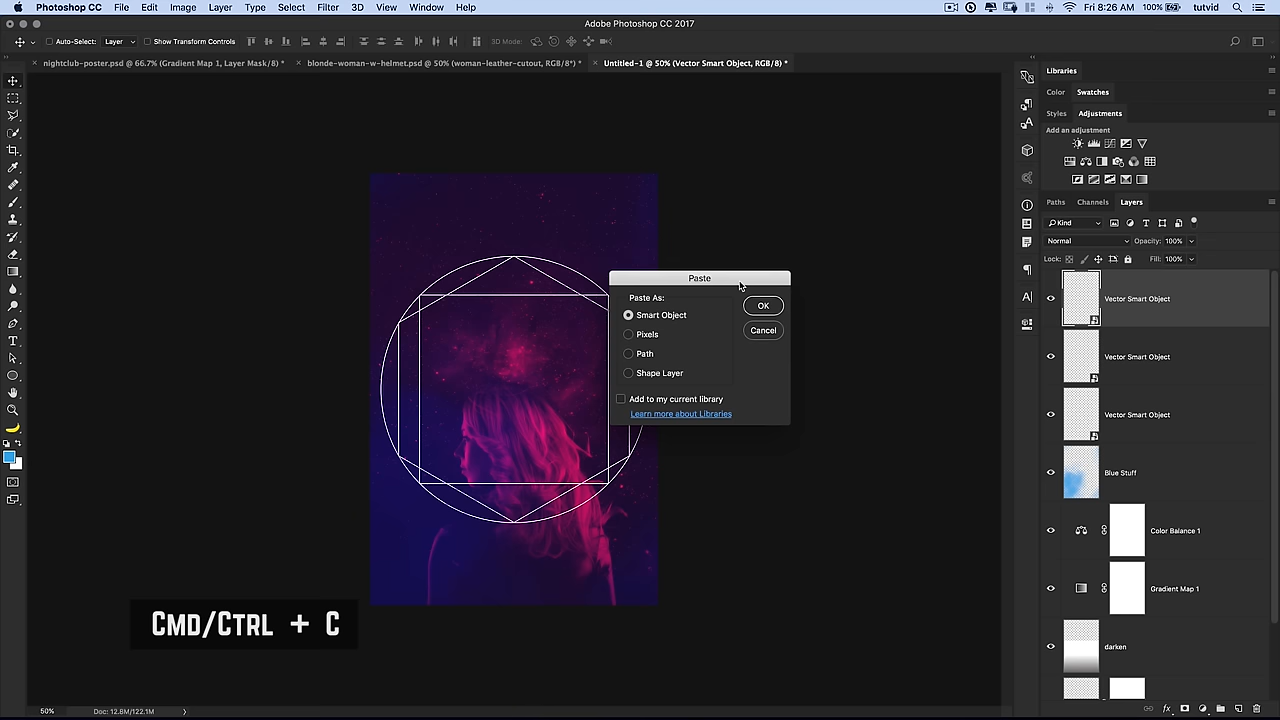 Photoshop CC File Edit Image Layer Type Select Filter 3D View Window Help 100% Fri 8:26 AM tutvid
Adobe Photoshop CC 2017
Auto-Select: Layer Show Transform Controls 3D Mode:
nightclub-poster.psd @ 66.7% (Gradient Map 1, Layer Mask/8) * blonde-woman-w-helmet.psd @ 50% (woman-leather-cutout, RGB/8*) * Untitled-1 @ 50% (Vector Smart Object, RGB/8) *
Libraries
Color Swatches
Styles Adjustments
Add an adjustment
Paths Channels Layers
Kind
Normal Opacity: 100%
Lock: Fill: 100%
Vector Smart Object
Vector Smart Object
Vector Smart Object
Blue Stuff
Color Balance 1
Gradient Map 1
darken
Paste
Paste As:
Smart Object
Pixels
Path
Shape Layer
OK
Cancel
Add to my current library
Learn more about Libraries
Cmd/Ctrl + C
50% Doc: 12.8M/122.1M